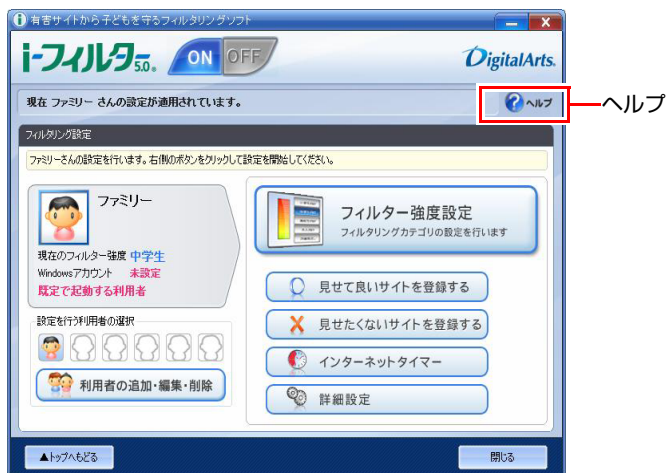 有害サイトから子どもを守るフィルタリングソフト
i-フィルター5.0. ON OFF
DigitalArts.
現在 ファミリー さんの設定が適用されています。
ヘルプ
ヘルプ
フィルタリング設定
ファミリーさんの設定を行います。右側のボタンをクリックして設定を開始してください。
ファミリー
現在のフィルター強度 中学生
Windowsアカウント 未設定
既定で起動する利用者
設定を行う利用者の選択
利用者の追加・編集・削除
フィルター強度設定
フィルタリングカテゴリの設定を行います
見せて良いサイトを登録する
見せたくないサイトを登録する
インターネットタイマー
詳細設定
▲トップへもどる
閉じる